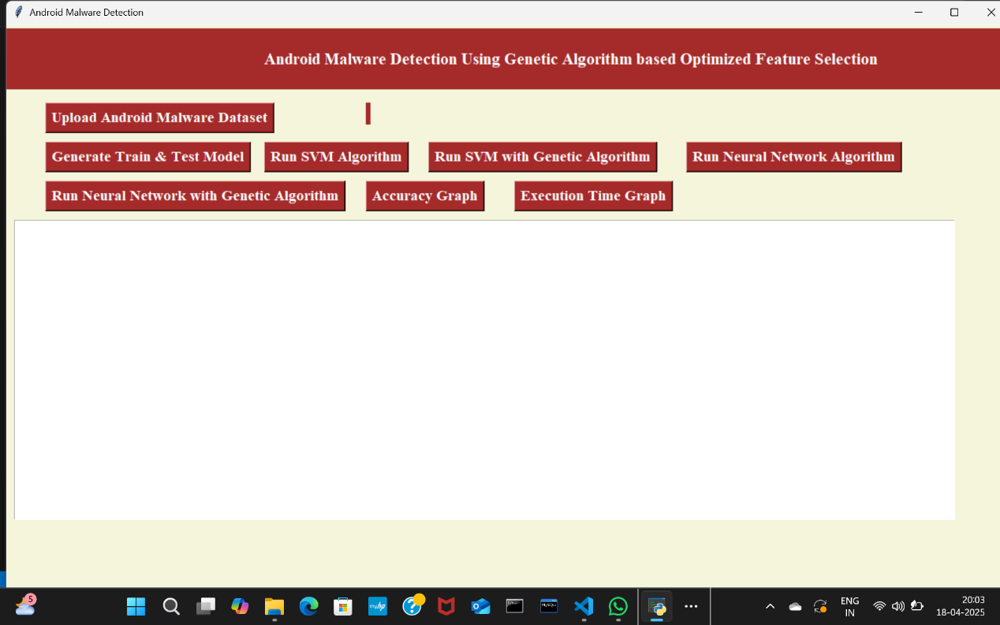 Android Malware Detection
Android Malware Detection Using Genetic Algorithm based Optimized Feature Selection
Upload Android Malware Dataset
Generate Train & Test Model Run SVM Algorithm Run SVM with Genetic Algorithm Run Neural Network Algorithm
Run Neural Network with Genetic Algorithm Accuracy Graph Execution Time Graph
5
myhp
MySQL
ENG
IN
20:03
18-04-2025